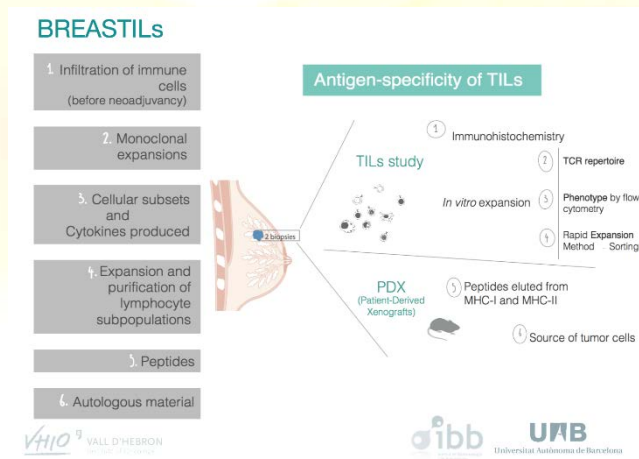 BREASTILs
1. Infiltration of immune
cells
(before neoadjuvancy)
2. Monoclonal
expansions
3. Cellular subsets
and
Cytokines produced
4. Expansion and
purification of
lymphocyte
subpopulations
5. Peptides
6. Autologous material
2 biopsies
Antigen-specificity of TILs
1 Immunohistochemistry
TILs study
In vitro expansion
2 TCR repertoire
3 Phenotype by flow
cytometry
4 Rapid Expansion
Method Sorting
PDX
(Patient-Derived
Xenografts)
5 Peptides eluted from
MHC-I and MHC-II
6 Source of tumor cells
VHIO
VALL D'HEBRON
ibb
UAB
Universitat Autònoma de Barcelona